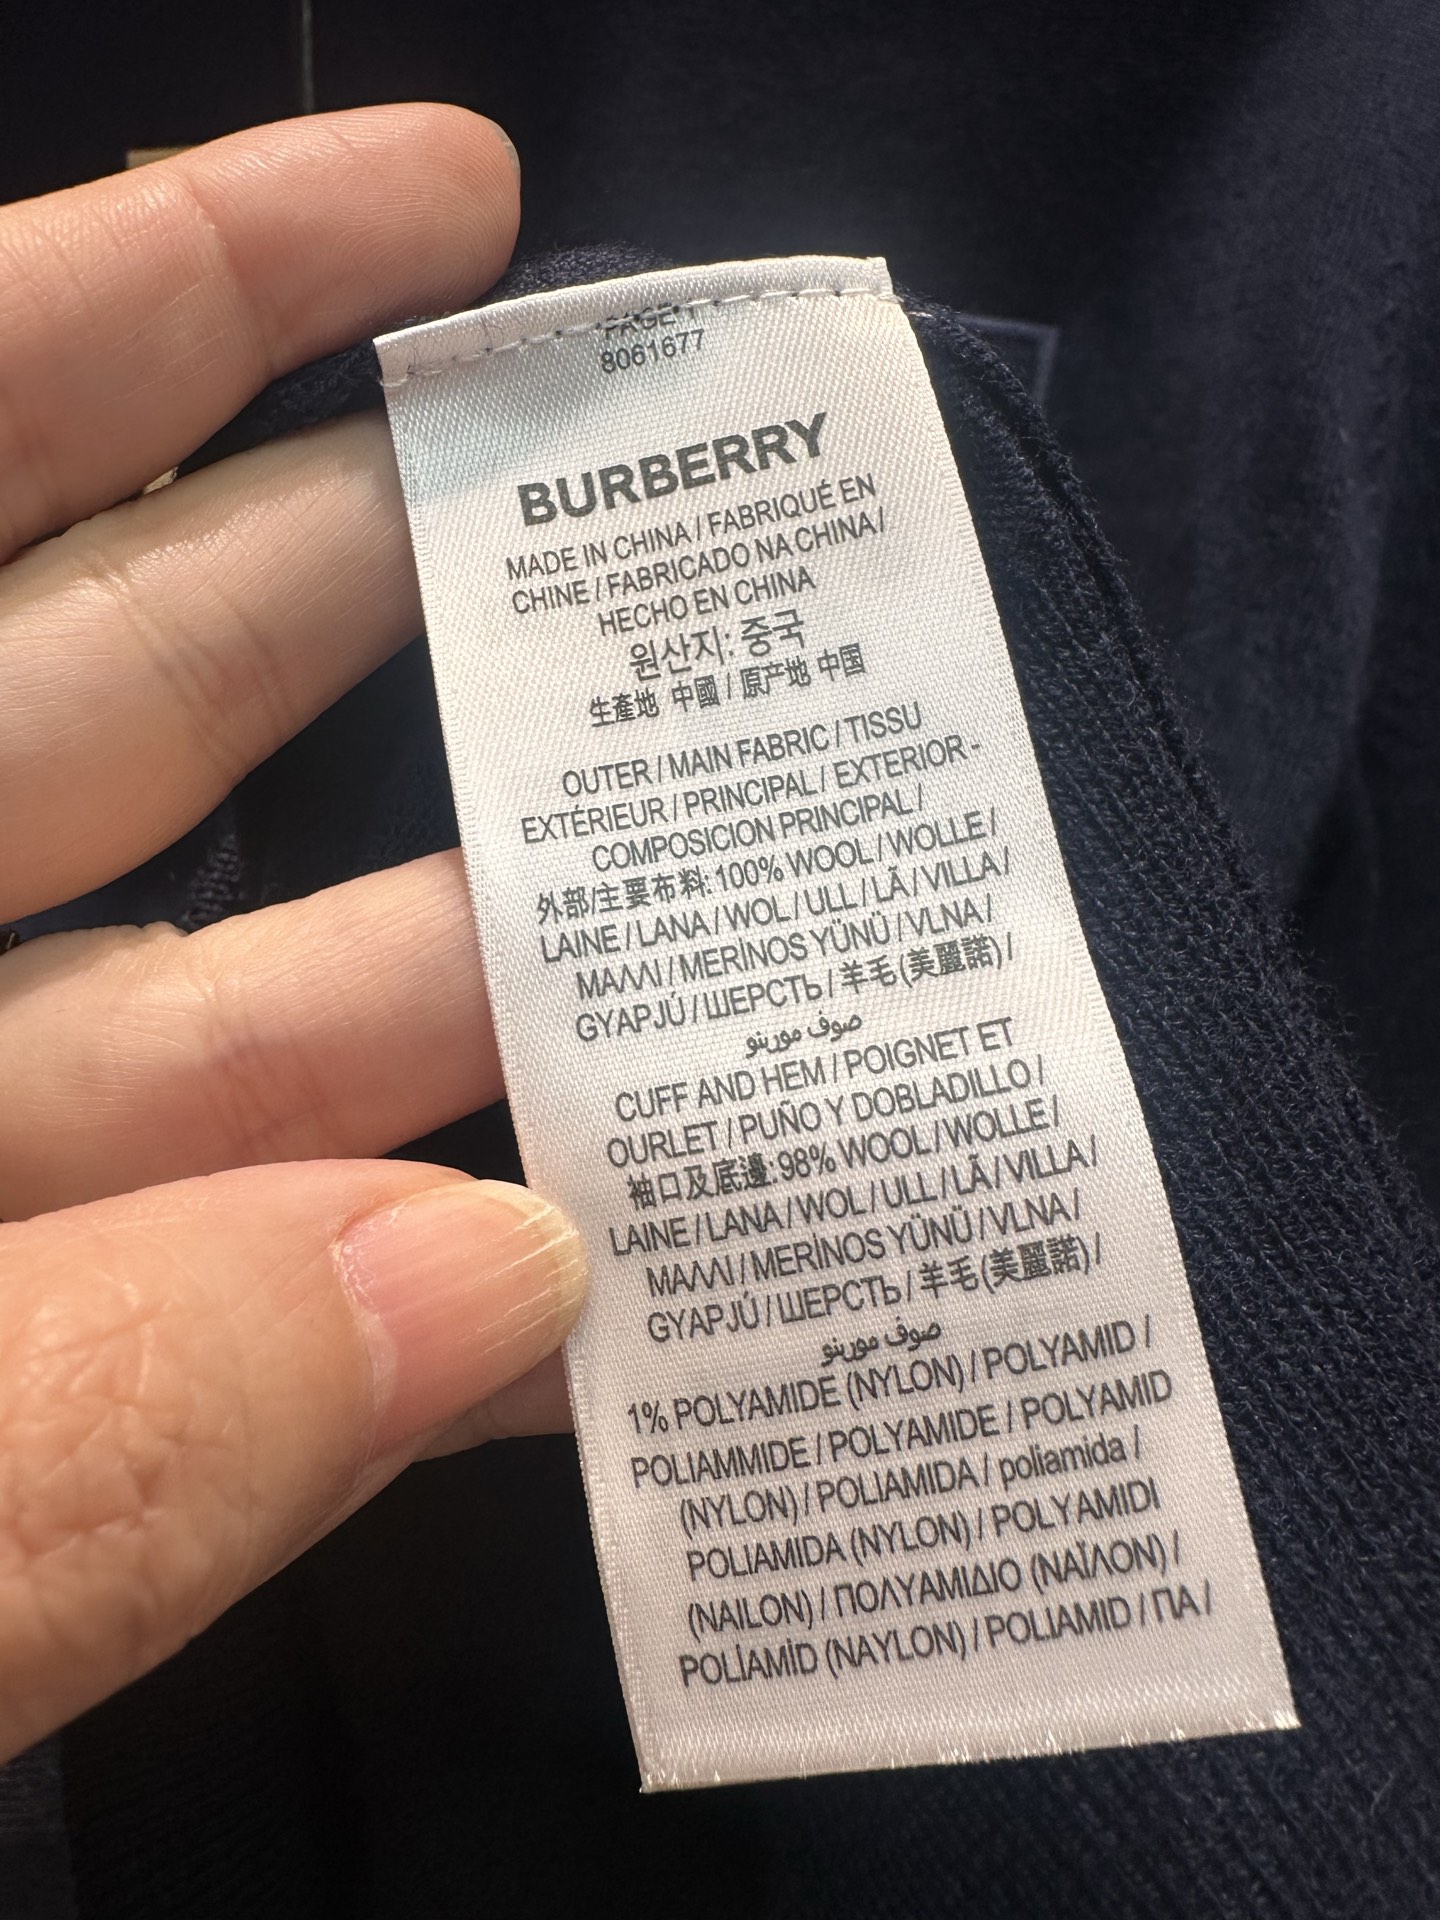 PAGE 1
8061677
BURBERRY
MADE IN CHINA / FABRIQUÉ EN
CHINE / FABRICADO NA CHINA /
HECHO EN CHINA
원산지: 중국
生產地 中國 / 原产地 中国
OUTER / MAIN FABRIC / TISSU
EXTÉRIEUR / PRINCIPAL / EXTERIOR -
COMPOSICION PRINCIPAL /
外部/主要布料: 100% WOOL / WOLLE /
LAINE / LANA / WOL / ULL / LÃ / VILLA /
ΜΑΛΛΙ / MERİNOS YÜNÜ / VLNA /
GYAPJÚ / ШЕРСТЬ / 羊毛 (美麗諾) /
صوف مورينو
CUFF AND HEM / POIGNET ET
OURLET / PUÑO Y DOBLADILLO /
袖口及底邊: 98% WOOL / WOLLE /
LAINE / LANA / WOL / ULL / LÃ / VILLA /
ΜΑΛΛΙ / MERİNOS YÜNÜ / VLNA /
GYAPJÚ / ШЕРСТЬ / 羊毛 (美麗諾) /
صوف مورينو
1% POLYAMIDE (NYLON) / POLYAMID /
POLIAMMIDE / POLYAMIDE / POLYAMID
(NYLON) / POLIAMIDA / poliamida /
POLIAMIDA (NYLON) / POLYAMIDI
(NAILON) / ΠΟΛΥΑΜΙΔΙΟ (ΝΑΪΛΟΝ) /
POLİAMİD (NAYLON) / POLIAMID / ПА /